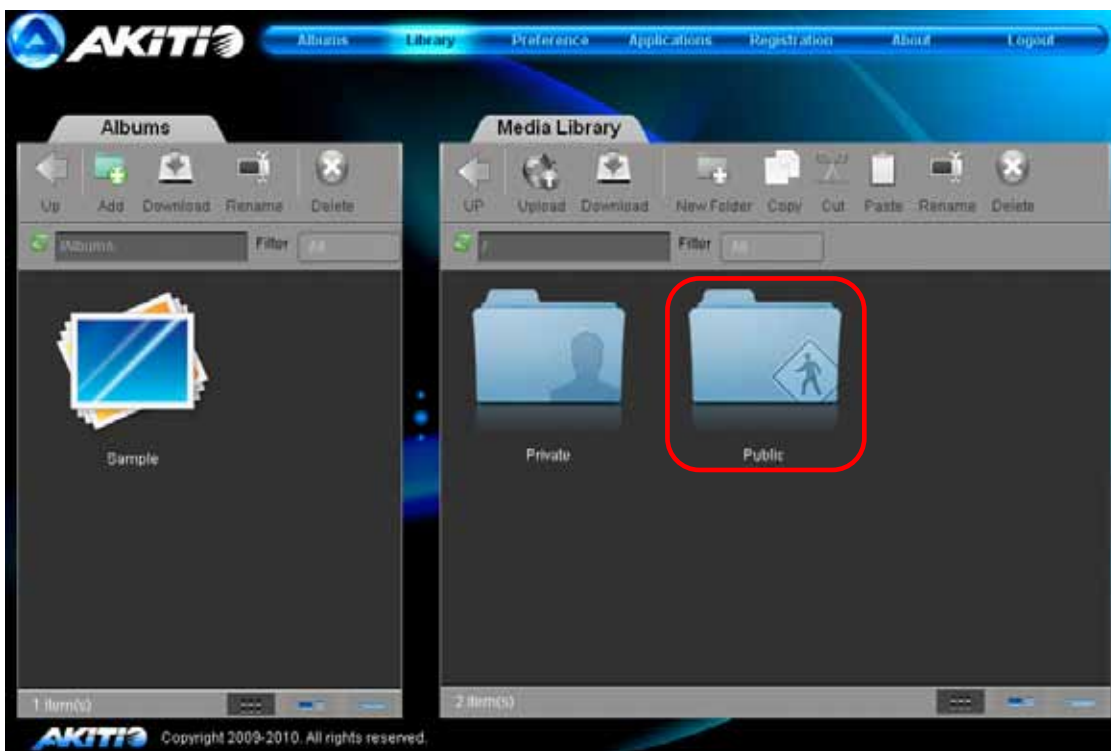 AKiTiO Albums Library Preference Applications Registration About Logout
Albums
Up Add Download Rename Delete
/Albums Filter All
Sample
1 item(s)
Media Library
UP Upload Download New Folder Copy Cut Paste Rename Delete
/ Filter All
Private Public
2 item(s)
AKiTiO Copyright 2009-2010. All rights reserved.